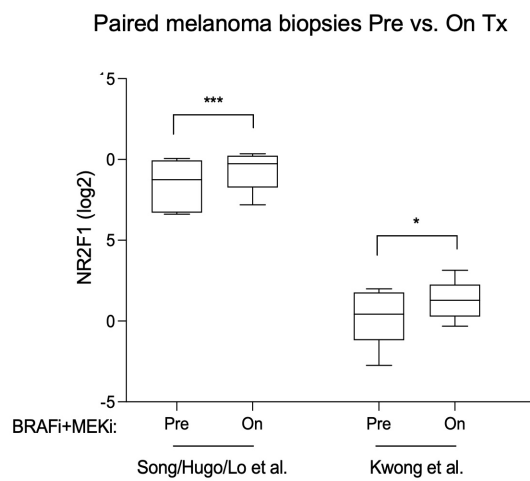 Paired melanoma biopsies Pre vs. On Tx
5
***
0
NR2F1 (log2)
5
*
0
-5
BRAFi+MEKi: Pre On Pre On
Song/Hugo/Lo et al. Kwong et al.